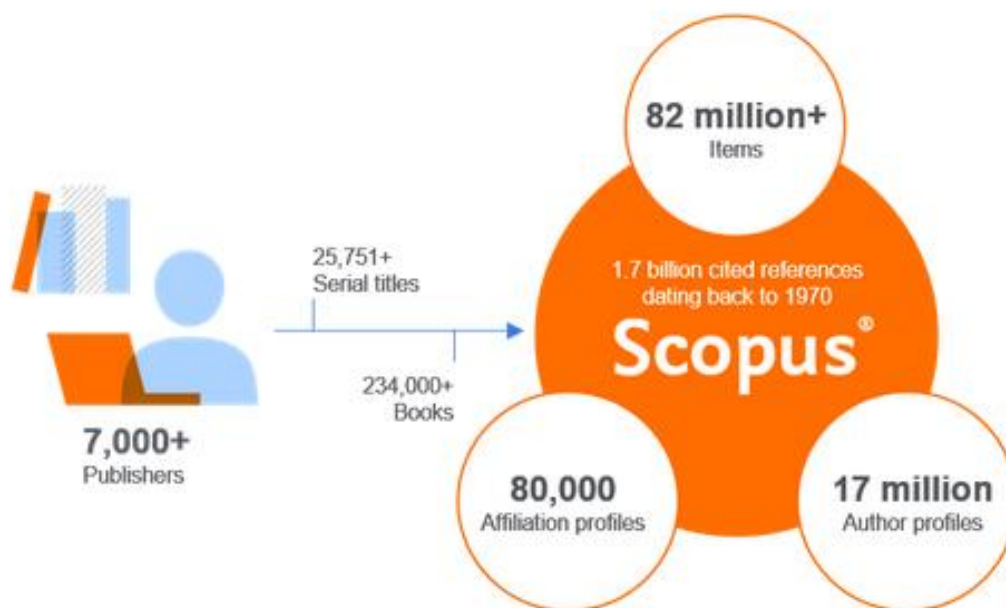 82 million+
Items
25,751+
Serial titles
1.7 billion cited references
dating back to 1970
Scopus®
234,000+
Books
7,000+
Publishers
80,000
Affiliation profiles
17 million
Author profiles